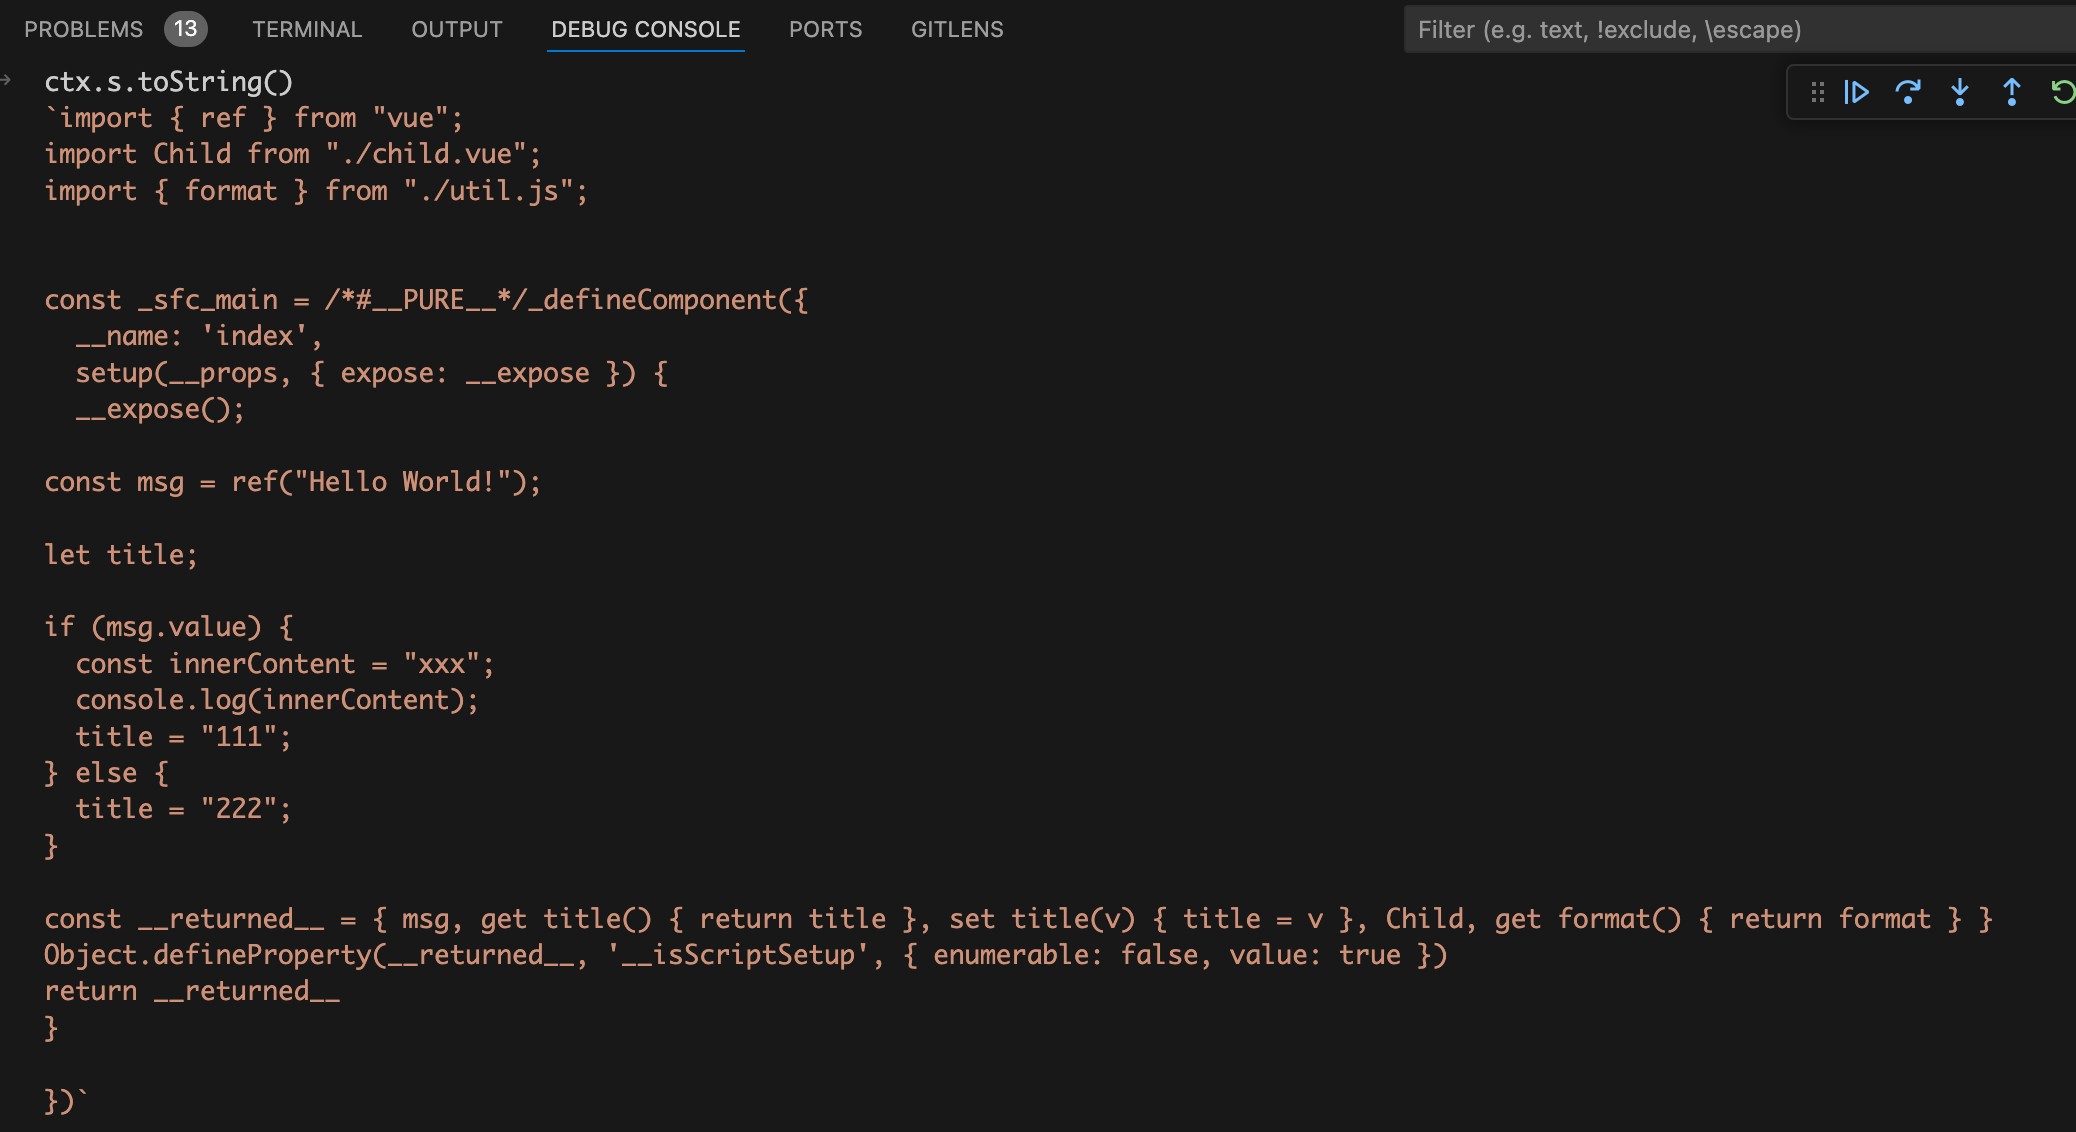 PROBLEMS 13 TERMINAL OUTPUT DEBUG CONSOLE PORTS GITLENS Filter (e.g. text, !exclude, \escape)
ctx.s.toString()
`import { ref } from "vue";
import Child from "./child.vue";
import { format } from "./util.js";
const _sfc_main = /*#__PURE__*/_defineComponent({
  __name: 'index',
  setup(__props, { expose: __expose }) {
  __expose();
const msg = ref("Hello World!");
let title;
if (msg.value) {
  const innerContent = "xxx";
  console.log(innerContent);
  title = "111";
} else {
  title = "222";
}
const __returned__ = { msg, get title() { return title }, set title(v) { title = v }, Child, get format() { return format } }
Object.defineProperty(__returned__, '__isScriptSetup', { enumerable: false, value: true })
return __returned__
}
})`